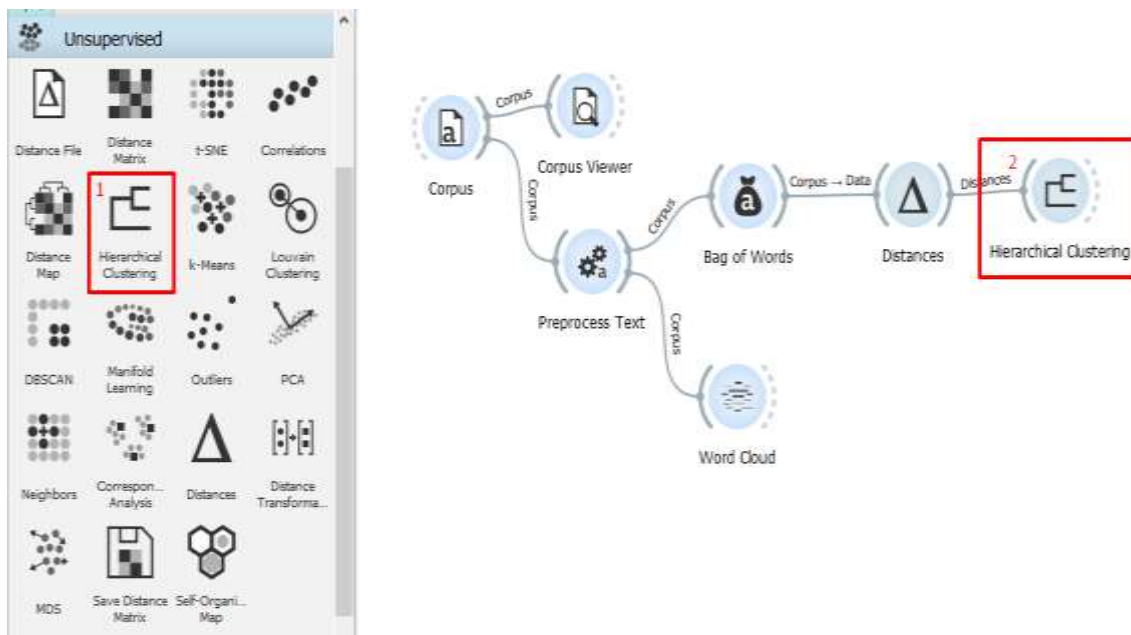 Unsupervised
Distance File
Distance
Matrix
t-SNE
Correlations
1
Distance
Map
Hierarchical
Clustering
k-Means
Louvain
Clustering
DBSCAN
Manifold
Learning
Outliers
PCA
Neighbors
Correspon...
Analysis
Distances
Distance
Transforma...
MDS
Save Distance
Matrix
Self-Organi...
Map
a
Corpus
Corpus
Corpus Viewer
Corpus
a
Preprocess Text
Corpus
a
Bag of Words
Corpus → Data
Distances
Distances
2
Hierarchical Clustering
Corpus
Word Cloud